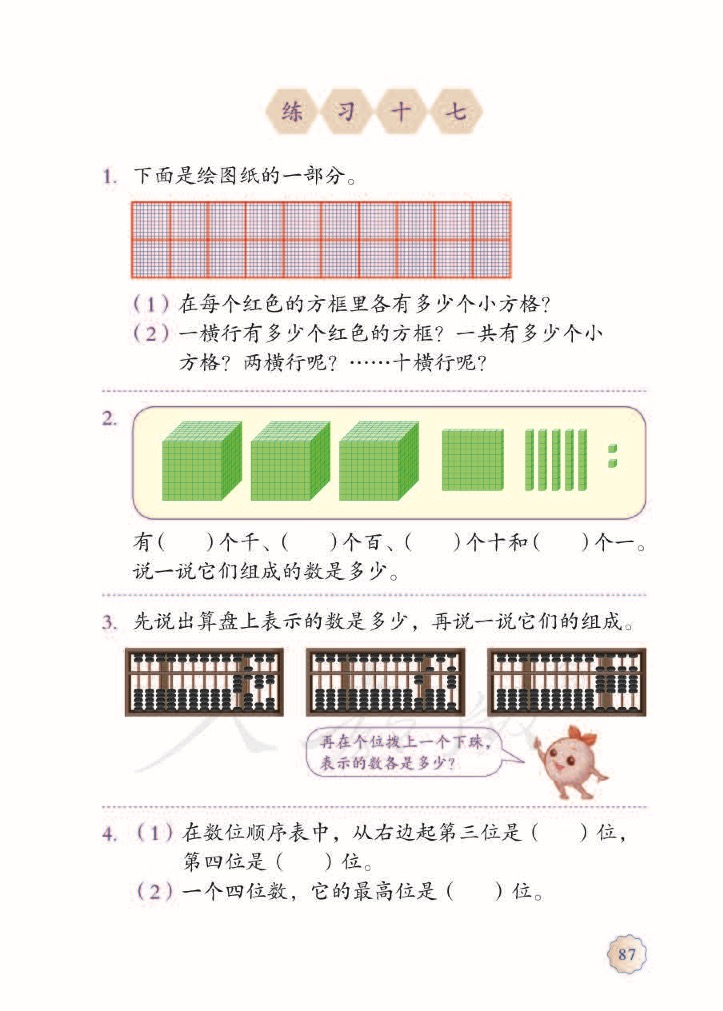 练习十七
1. 下面是绘图纸的一部分。
（1）在每个红色的方框里各有多少个小方格？
（2）一横行有多少个红色的方框？一共有多少个小
方格？两横行呢？……十横行呢？
2.
有（　　）个千、（　　）个百、（　　）个十和（　　）个一。
说一说它们组成的数是多少。
3. 先说出算盘上表示的数是多少，再说一说它们的组成。
再在个位拨上一个下珠，
表示的数各是多少？
4. （1）在数位顺序表中，从右边起第三位是（　　）位，
第四位是（　　）位。
（2）一个四位数，它的最高位是（　　）位。
87